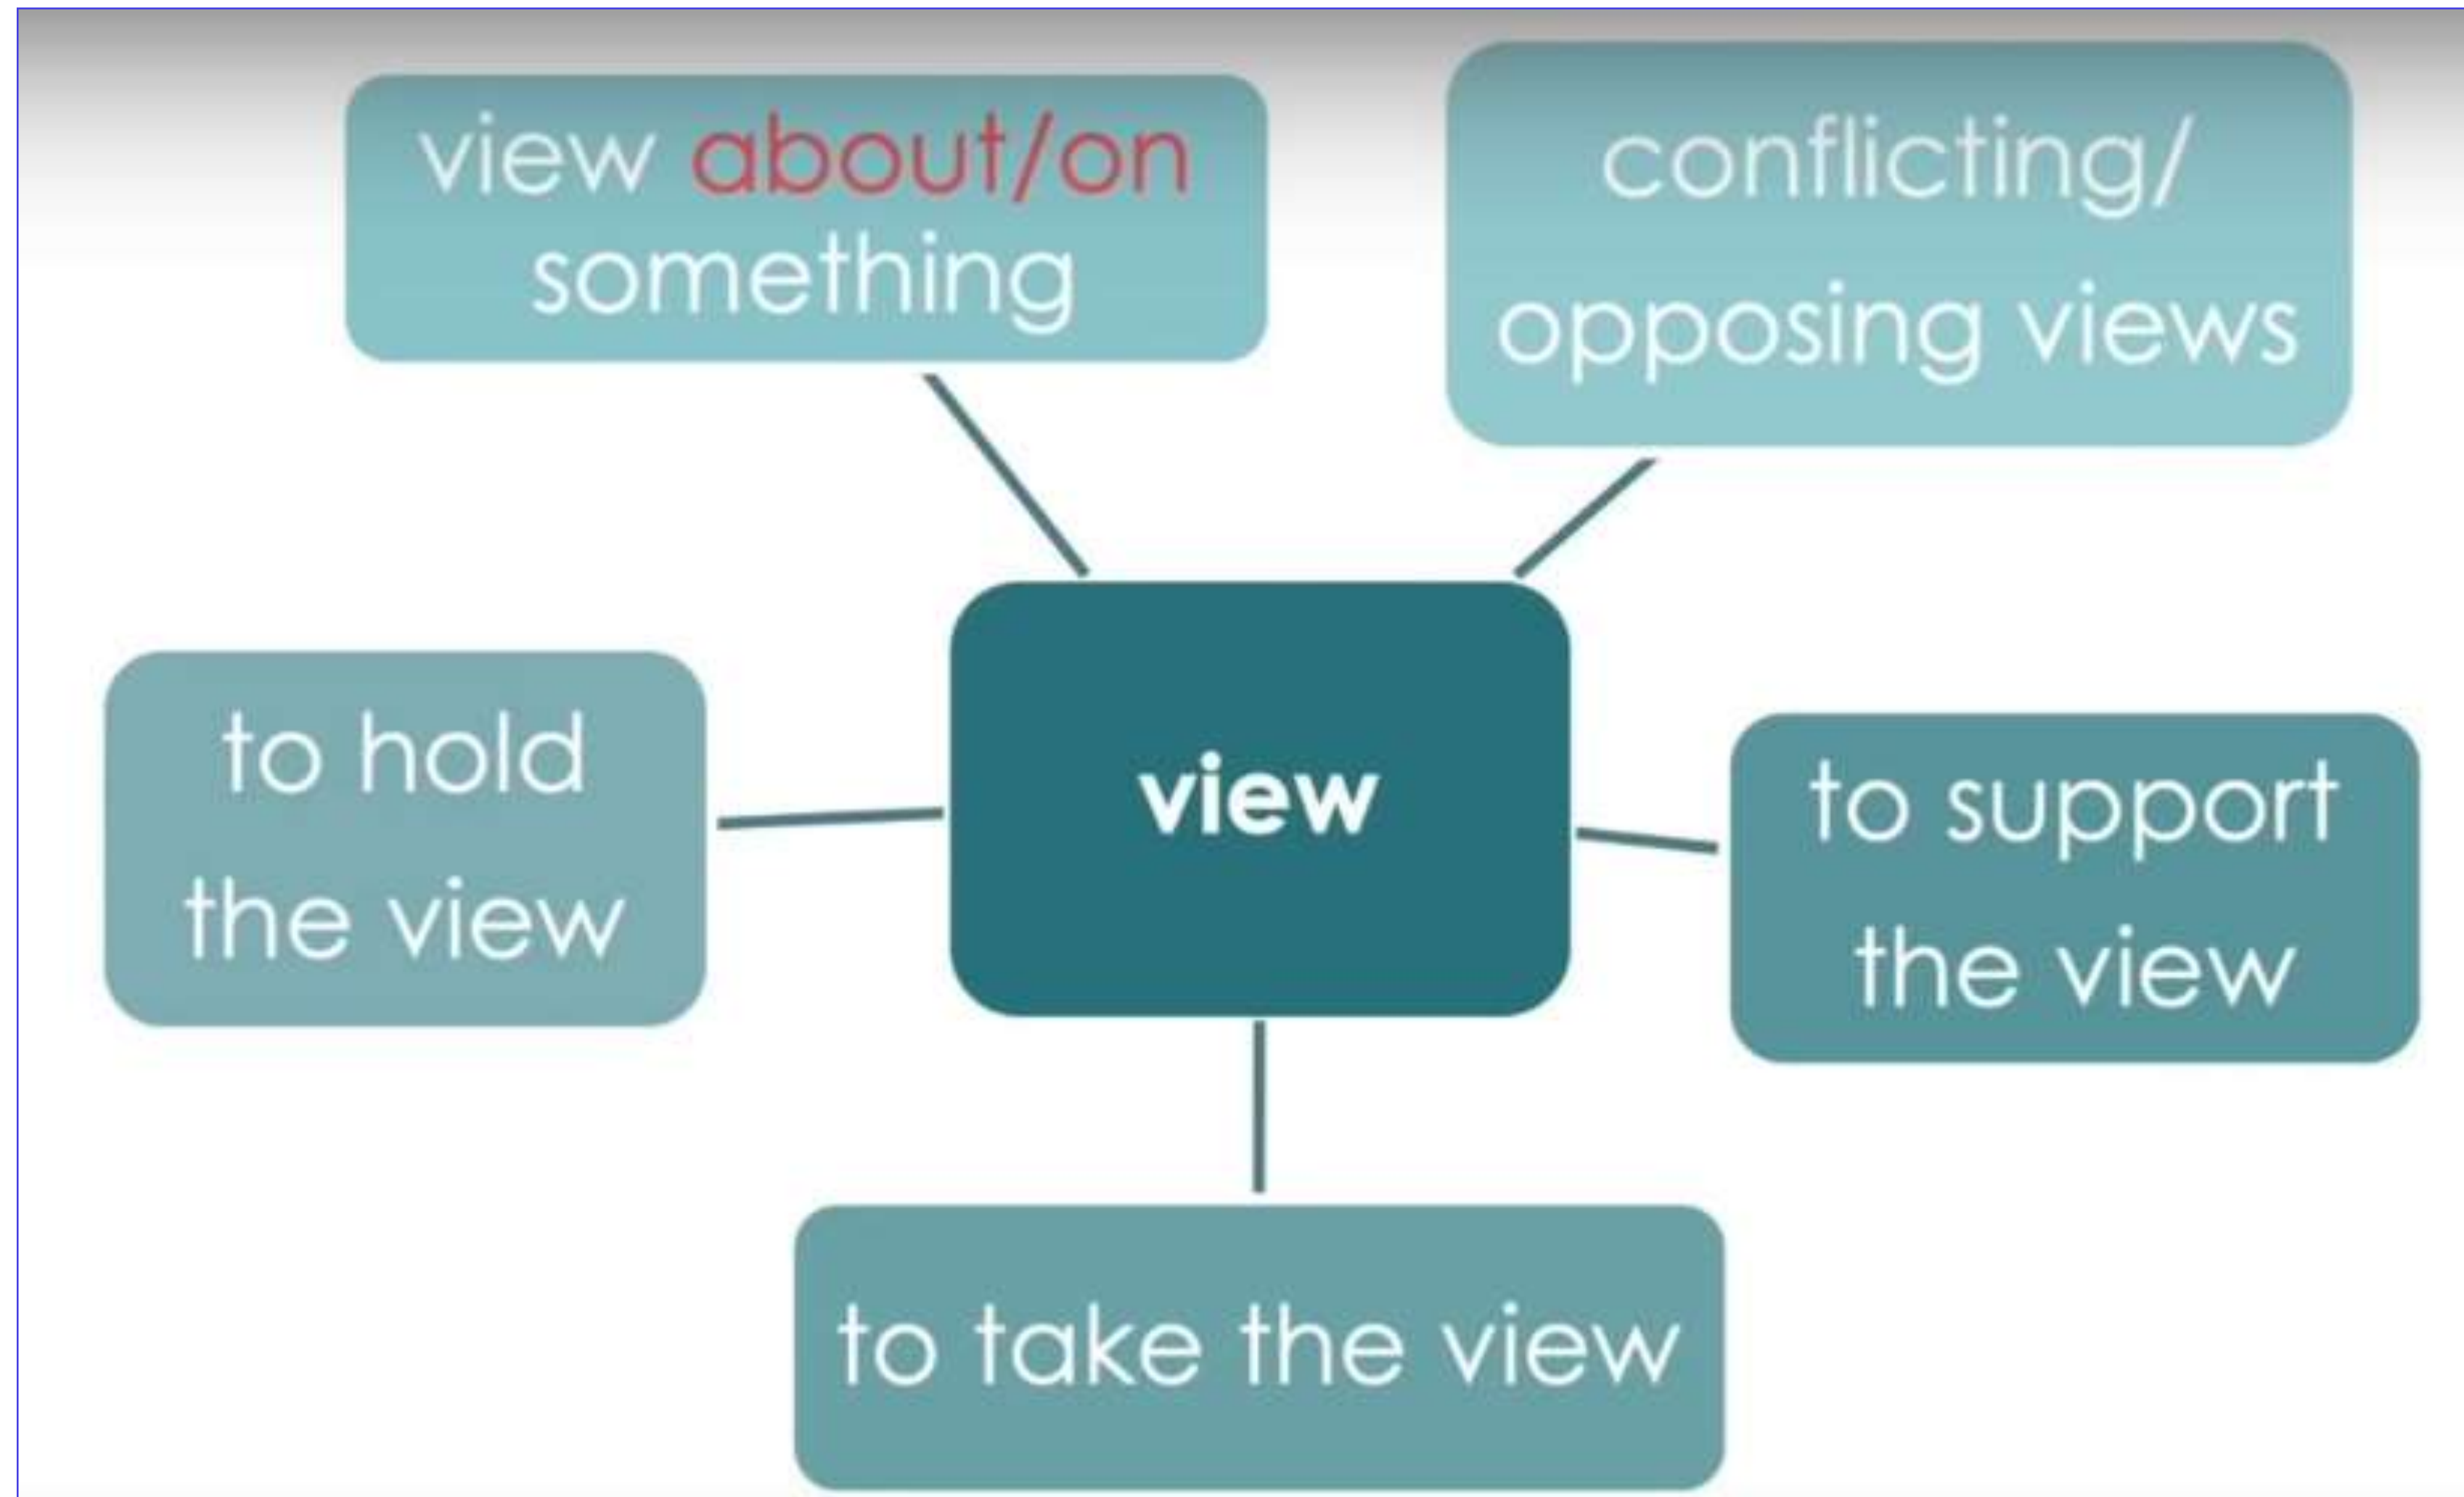 view about/on
something
conflicting/
opposing views
to hold
the view
view
to support
the view
to take the view